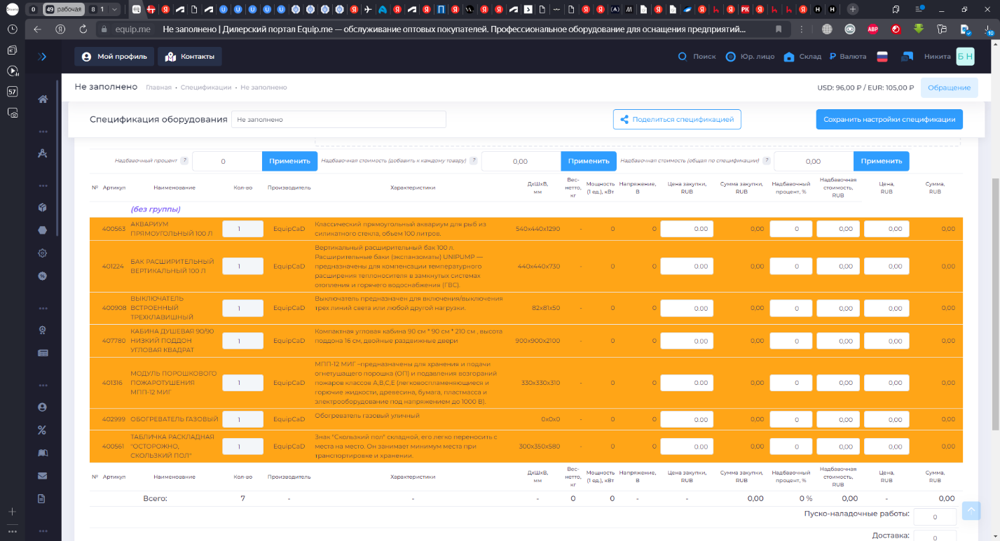 0 49 рабочая 8 1
equip.me Не заполнено | Дилерский портал Equip.me — обслуживание оптовых покупателей. Профессиональное оборудование для оснащения предприятий...
ABP
10
57
Мой профиль Контакты Поиск Юр. лицо Склад Валюта Никита Б Н
Не заполнено Главная • Спецификации • Не заполнено USD: 96,00 ₽ / EUR: 105,00 ₽ Обращение
Спецификация оборудования Не заполнено Поделиться спецификацией Сохранить настройки спецификации
Надбавочный процент ? 0 Применить Надбавочная стоимость (добавить к каждому товару) ? 0,00 Применить Надбавочная стоимость (общая по спецификации) ? 0,00 Применить
№ Артикул Наименование Кол-во Производитель Характеристики ДхШхВ, мм Вес-нетто, кг Мощность (1 ед.), кВт Напряжение, В Цена закупки, RUB Сумма закупки, RUB Надбавочный процент, % Надбавочная стоимость, RUB Цена, RUB Сумма, RUB
(без группы)
400563 АКВАРИУМ ПРЯМОУГОЛЬНЫЙ 100 Л 1 EquipCaD Классический прямоугольный аквариум для рыб из
силикатного стекла, объем 100 литров. 540x440x1290 - 0 0 0.00 0,00 0 0,00 0,00 0,00
401224 БАК РАСШИРИТЕЛЬНЫЙ ВЕРТИКАЛЬНЫЙ 100 Л 1 EquipCaD Вертикальный расширительный бак 100 л.
Расширительные баки (экспанзоматы) UNIPUMP —
предназначены для компенсации температурного
расширения теплоносителя в замкнутых системах
отопления и горячего водоснабжения (ГВС). 440x440x730 - 0 0 0.00 0,00 0 0,00 0,00 0,00
400908 ВЫКЛЮЧАТЕЛЬ ВСТРОЕННЫЙ ТРЕХКЛАВИШНЫЙ 1 EquipCaD Выключатель предназначен для включения/выключения
трех линий света или любой другой нагрузки. 82x81x50 - 0 0 0.00 0,00 0 0,00 0,00 0,00
407780 КАБИНА ДУШЕВАЯ 90/90 НИЗКИЙ ПОДДОН УГЛОВАЯ КВАДРАТ 1 EquipCaD Компактная угловая кабина 90 см * 90 см * 210 см , высота
поддона 16 см, двойные раздвижные двери 900x900x2100 - 0 0 0.00 0,00 0 0,00 0,00 0,00
401316 МОДУЛЬ ПОРОШКОВОГО ПОЖАРОТУШЕНИЯ МПП-12 МИГ 1 EquipCaD МПП-12 МИГ –предназначены для хранения и подачи
огнетушащего порошка (ОП) и подавления возгораний
пожаров классов А,В,С,Е (легковоспламеняющиеся и
горючие жидкости, древесина, бумага, пластмасса и
электрооборудование под напряжением до 1000 В). 330x330x310 - 0 0 0.00 0,00 0 0,00 0,00 0,00
402999 ОБОГРЕВАТЕЛЬ ГАЗОВЫЙ 1 EquipCaD Обогреватель газовый уличный 0x0x0 - 0 0 0.00 0,00 0 0,00 0,00 0,00
400561 ТАБЛИЧКА РАСКЛАДНАЯ "ОСТОРОЖНО, СКОЛЬЗКИЙ ПОЛ" 1 EquipCaD Знак "Скользкий пол" складной, его легко переносить с
места на место. Он занимает минимум места при
транспортировке и хранении. 300x350x580 - 0 0 0.00 0,00 0 0,00 0,00 0,00
№ Артикул Наименование Кол-во Производитель Характеристики ДхШхВ, мм Вес-нетто, кг Мощность (1 ед.), кВт Напряжение, В Цена закупки, RUB Сумма закупки, RUB Надбавочный процент, % Надбавочная стоимость, RUB Цена, RUB Сумма, RUB
Всего: 7 - - - 0 0 - - 0,00 0 % 0,00 - 0,00
Пуско-наладочные работы: 0
Доставка: 0